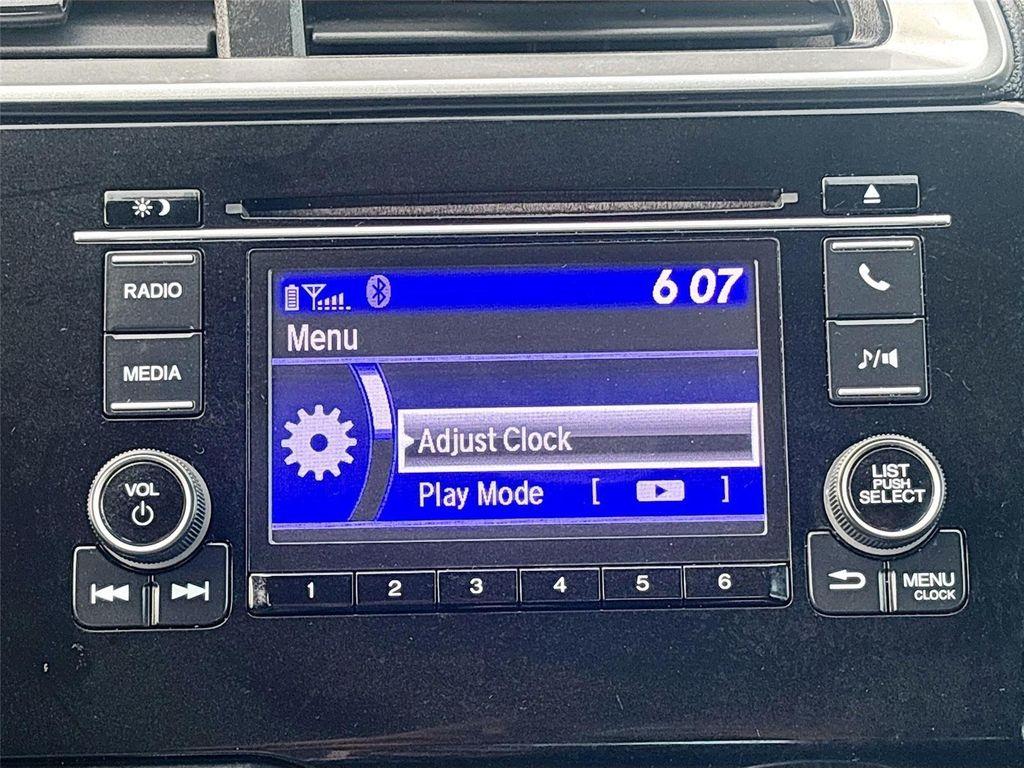 6 07
Menu
RADIO
MEDIA
Adjust Clock
Play Mode [ ]
VOL
LIST
PUSH
SELECT
1 2 3 4 5 6
MENU
CLOCK